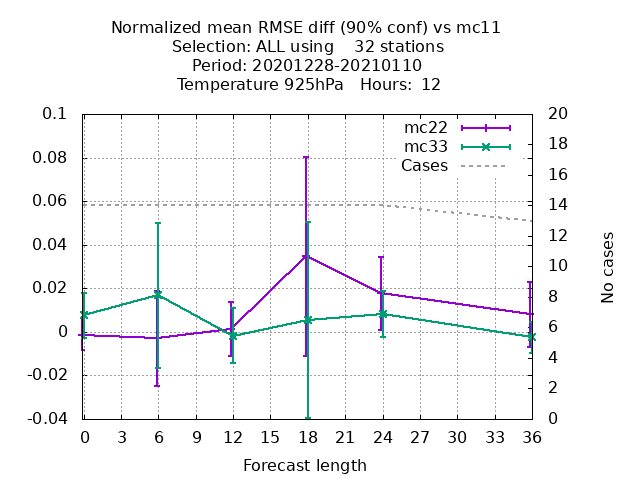 Normalized mean RMSE diff (90% conf) vs mc11
Selection: ALL using    32 stations
Period: 20201228-20210110
Temperature 925hPa   Hours:  12
0.1
0.08
0.06
0.04
0.02
0
-0.02
-0.04
20
18
16
14
12
10
8
6
4
2
0
mc22
mc33
Cases
No cases
0 3 6 9 12 15 18 21 24 27 30 33 36
Forecast length